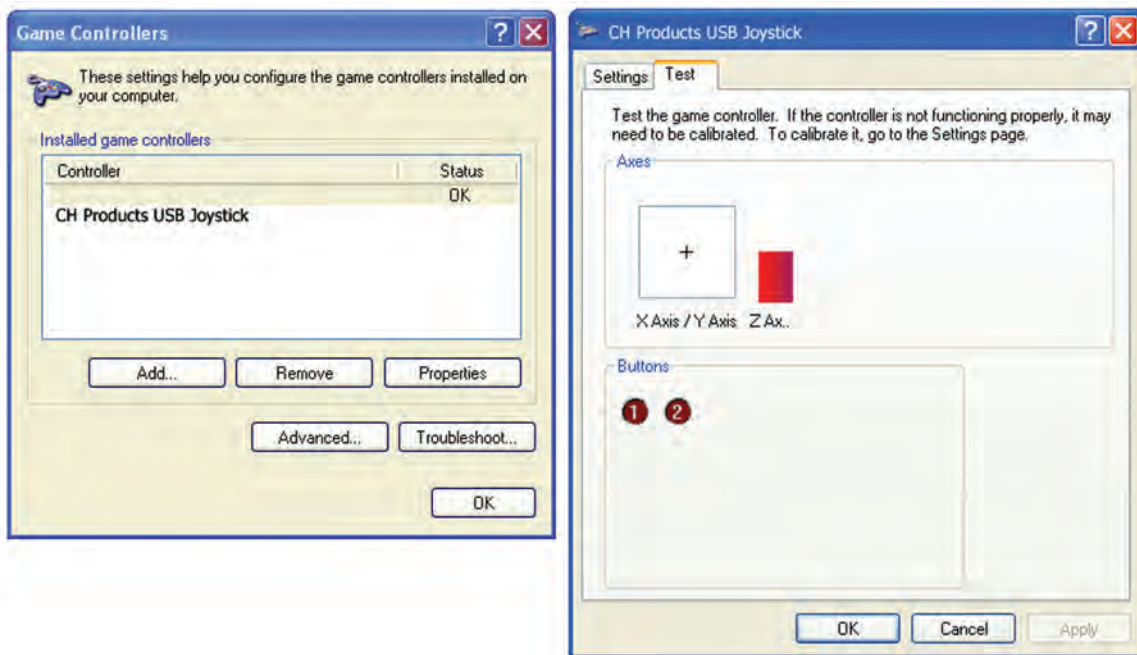 Game Controllers
These settings help you configure the game controllers installed on
your computer.
Installed game controllers
Controller Status
OK
CH Products USB Joystick
Add... Remove Properties
Advanced... Troubleshoot...
OK
CH Products USB Joystick
Settings Test
Test the game controller. If the controller is not functioning properly, it may
need to be calibrated. To calibrate it, go to the Settings page.
Axes
X Axis / Y Axis Z Ax..
Buttons
1 2
OK Cancel Apply